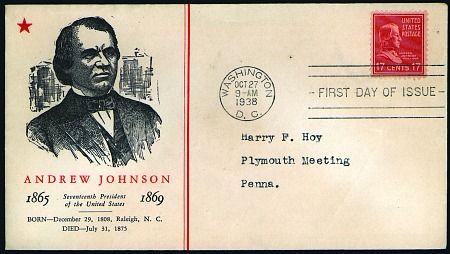 ANDREW JOHNSON
1865 Seventeenth President of the United States 1869
BORN—December 29, 1808, Raleigh, N. C.
DIED—July 31, 1875
WASHINGTON
OCT 27
9-AM
1938
D. C.
UNITED STATES POSTAGE
17 CENTS 17
FIRST DAY OF ISSUE
Harry F. Hoy
Plymouth Meeting
Penna.